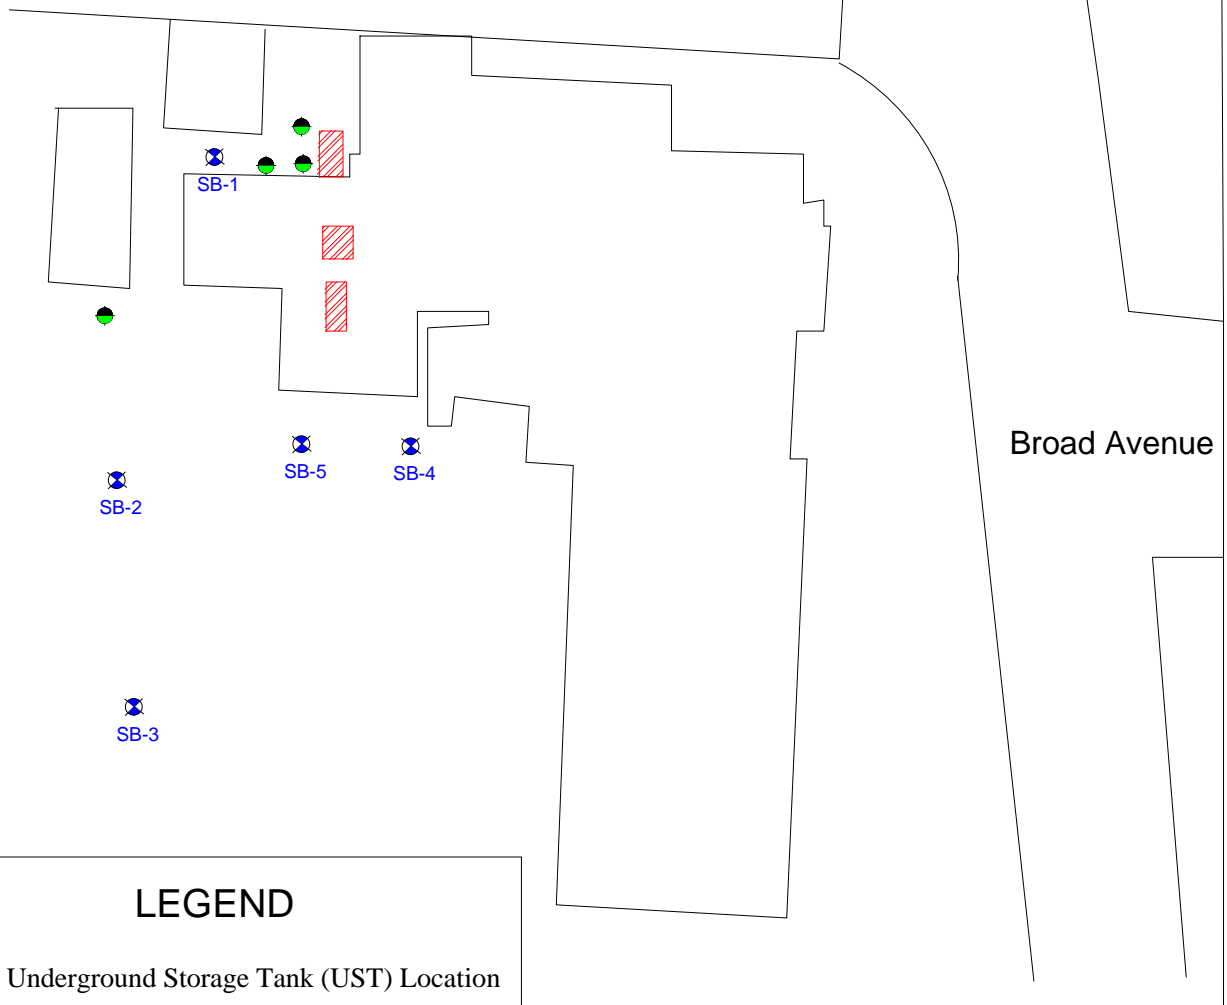 SB-1
Broad Avenue
SB-5
SB-4
SB-2
SB-3
LEGEND
Underground Storage Tank (UST) Location